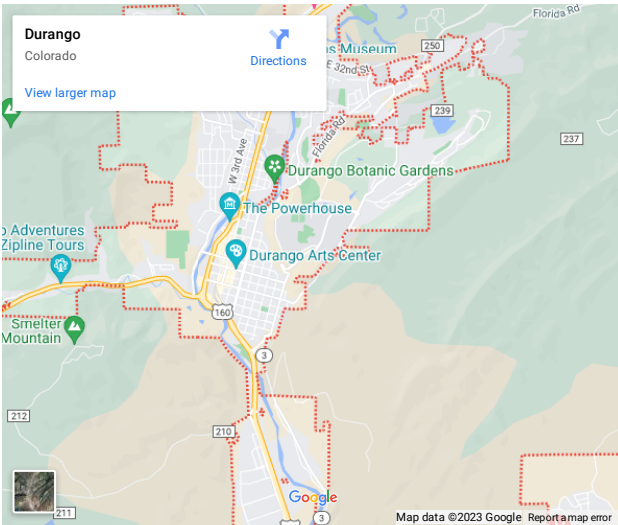 Durango
Colorado
Directions
View larger map
Florida Rd
Museum
250
E 32nd St
239
237
Florida Rd
W 3rd Ave
Durango Botanic Gardens
The Powerhouse
Adventures
Zipline Tours
Durango Arts Center
160
Smelter
Mountain
3
212
210
211
Google
3
Map data ©2023 Google
Report a map error